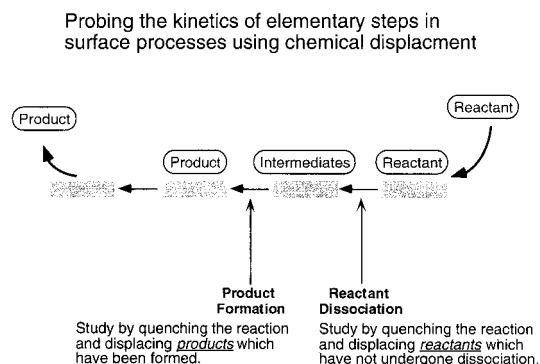 Probing the kinetics of elementary steps in
surface processes using chemical displacment
Reactant
Product
Product
Intermediates
Reactant
Product
Formation
Study by quenching the reaction
and displacing products which
have been formed.
Reactant
Dissociation
Study by quenching the reaction
and displacing reactants which
have not undergone dissociation.